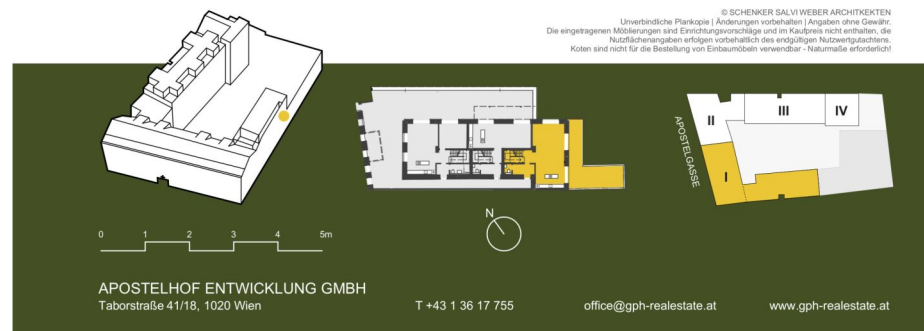 © SCHENKER SALVI WEBER ARCHITKEKTEN
Unverbindliche Plankopie | Änderungen vorbehalten | Angaben ohne Gewähr.
Die eingetragenen Möblierungen sind Einrichtungsvorschläge und im Kaufpreis nicht enthalten, die
Nutzflächenangaben erfolgen vorbehaltlich des endgültigen Nutzwertgutachtens.
Koten sind nicht für die Bestellung von Einbaumöbeln verwendbar - Naturmaße erforderlich!
II
III
IV
APOSTELGASSE
I
N
0 1 2 3 4 5m
APOSTELHOF ENTWICKLUNG GMBH
Taborstraße 41/18, 1020 Wien
T +43 1 36 17 755
office@gph-realestate.at
www.gph-realestate.at